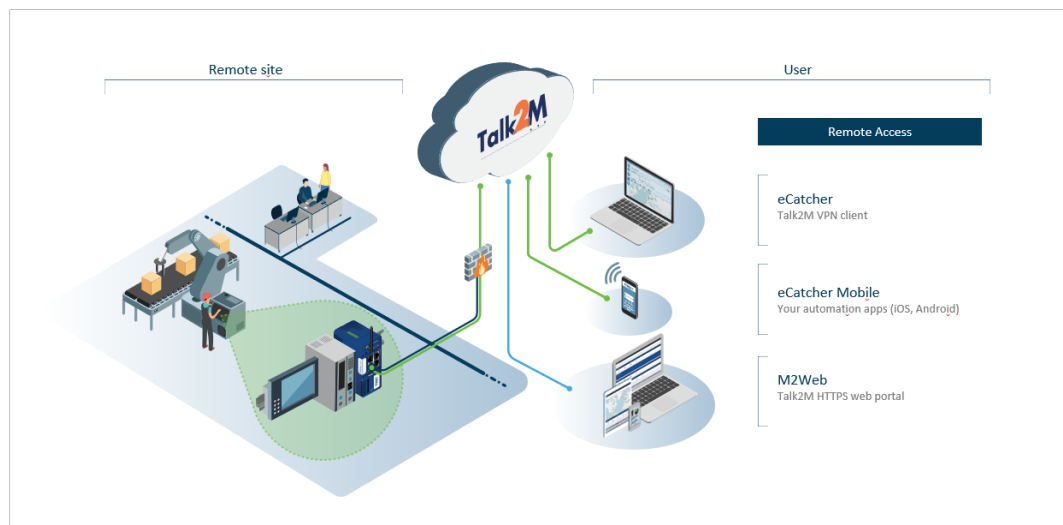 Remote site
User
Talk2M
Remote Access
eCatcher
Talk2M VPN client
eCatcher Mobile
Your automation apps (iOS, Android)
M2Web
Talk2M HTTPS web portal